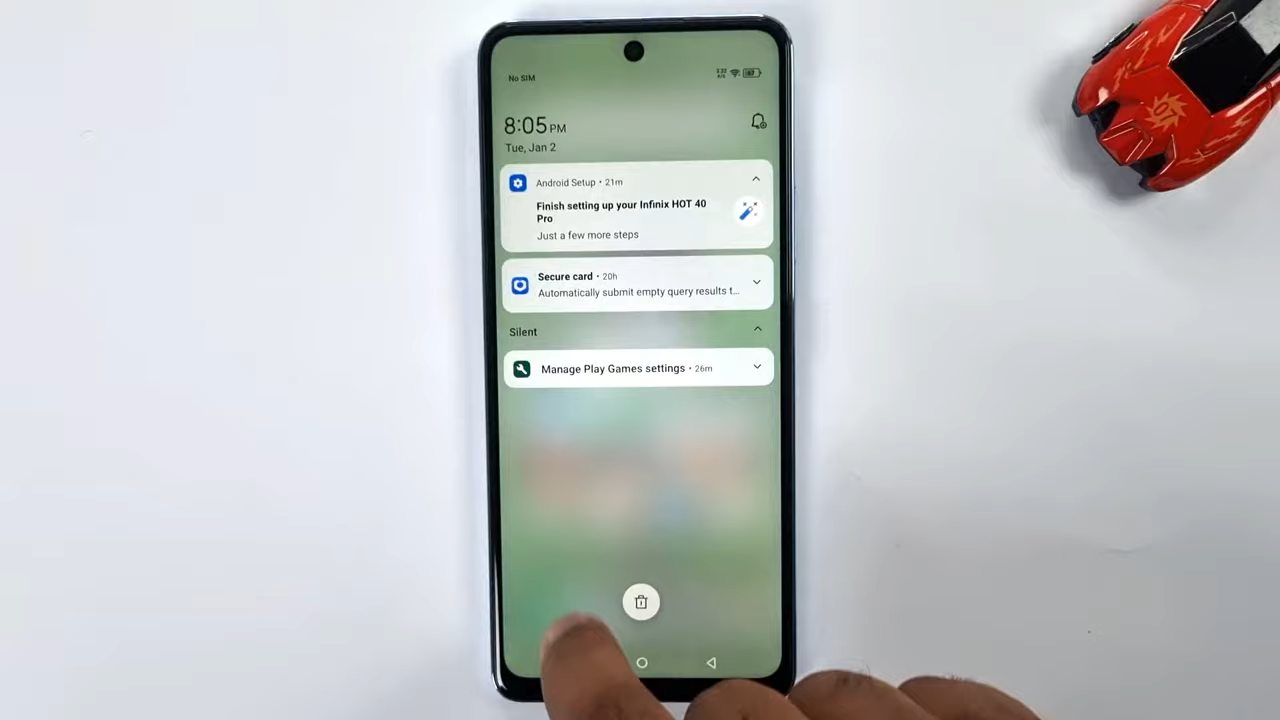 No SIM
8:05 PM
Tue, Jan 2
Android Setup • 21m
Finish setting up your Infinix HOT 40
Pro
Just a few more steps
Secure card • 20h
Automatically submit empty query results t...
Silent
Manage Play Games settings • 26m